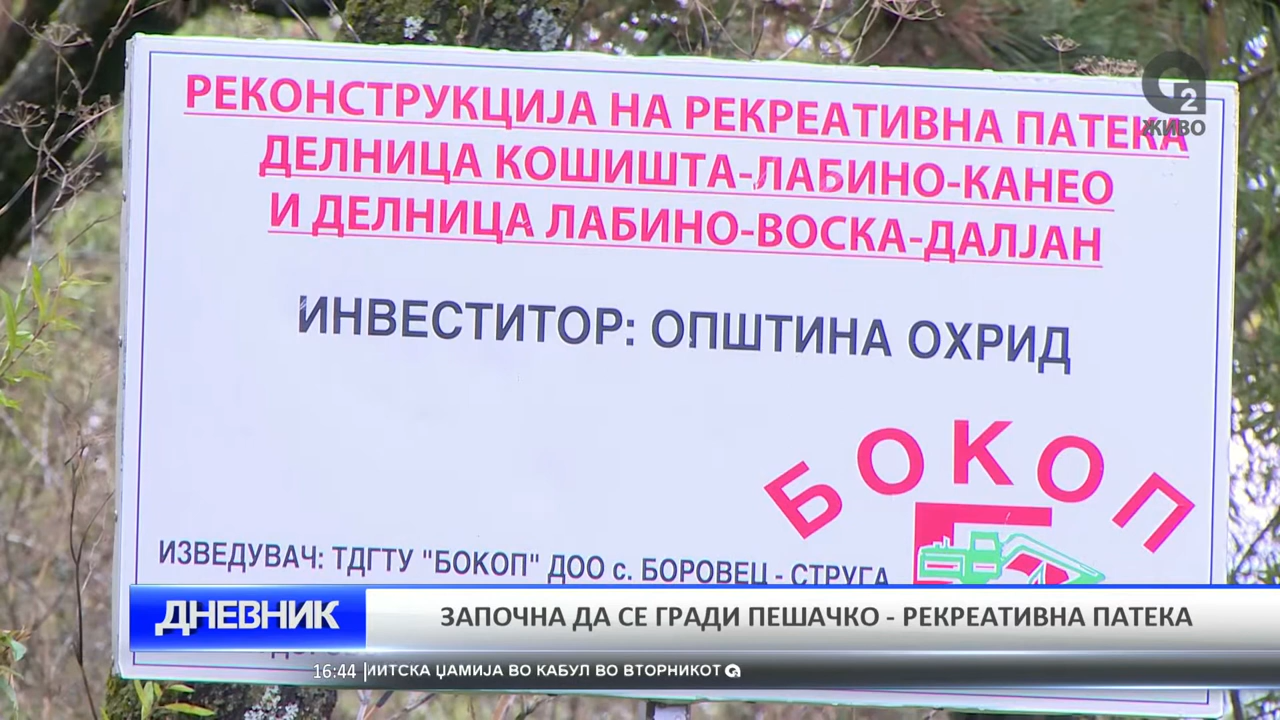 РЕКОНСТРУКЦИЈА НА РЕКРЕАТИВНА ПАТЕКА
ДЕЛНИЦА КОШИШТА-ЛАБИНО-КАНЕО
И ДЕЛНИЦА ЛАБИНО-ВОСКА-ДАЛЈАН
2
ЖИВО
ИНВЕСТИТОР: ОПШТИНА ОХРИД
БОКОП
ИЗВЕДУВАЧ: ТДГТУ "БОКОП" ДОО с. БОРОВЕЦ - СТРУГА
ДНЕВНИК
ЗАПОЧНА ДА СЕ ГРАДИ ПЕШАЧКО - РЕКРЕАТИВНА ПАТЕКА
16:44 ЏАМИЈА ВО КАБУЛ ВО ВТОРНИКОТ